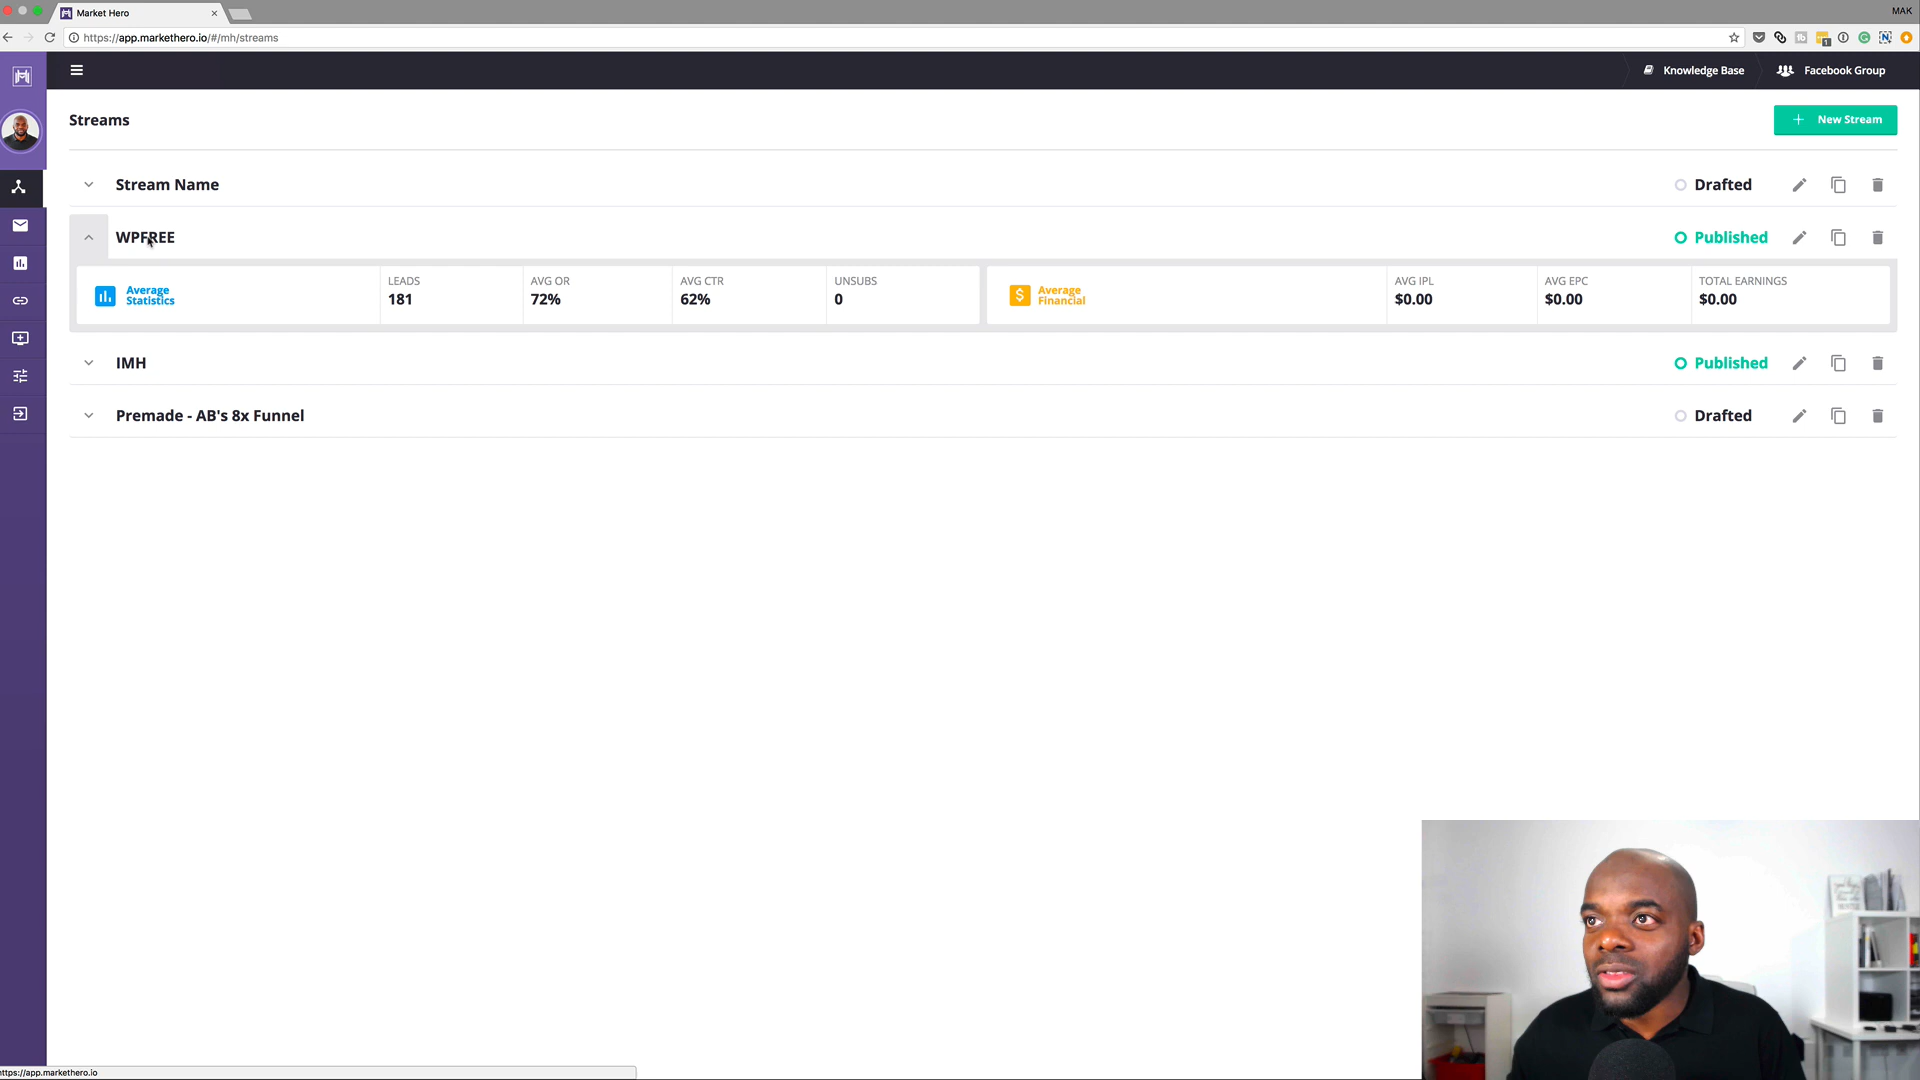 Market Hero
MAK
https://app.markethero.io/#/mh/streams
Knowledge Base
Facebook Group
Streams
New Stream
Stream Name
Drafted
WPFREE
Published
Average
Statistics
LEADS
181
AVG OR
72%
AVG CTR
62%
UNSUBS
0
Average
Financial
AVG IPL
$0.00
AVG EPC
$0.00
TOTAL EARNINGS
$0.00
IMH
Published
Premade - AB's 8x Funnel
Drafted
ttps://app.markethero.io